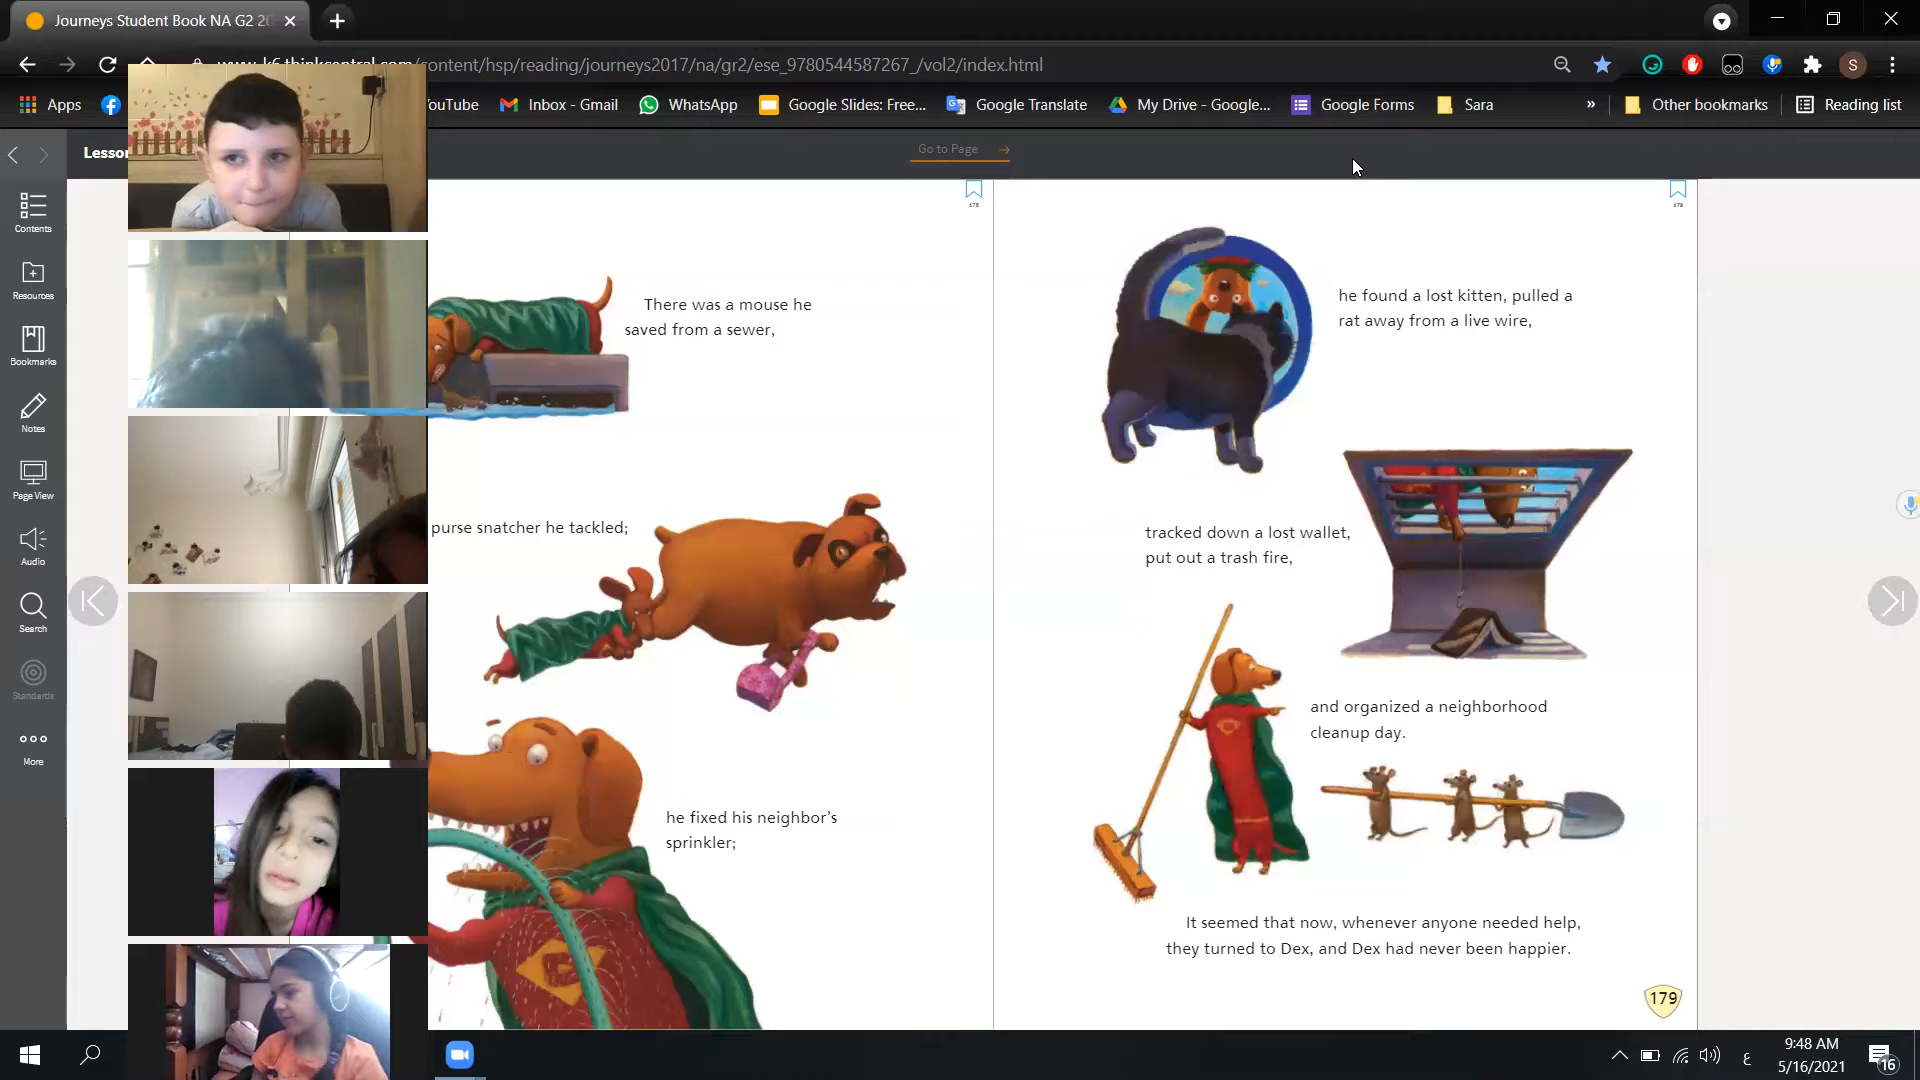 Journeys Student Book NA G2 20
/content/hsp/reading/journeys2017/na/gr2/ese_9780544587267_/vol2/index.html
S
Apps
Inbox - Gmail
WhatsApp
Google Slides: Free...
Google Translate
My Drive - Google...
Google Forms
Sara
»
Other bookmarks
Reading list
Go to Page
Contents
Resources
Bookmarks
Notes
Page View
Audio
Search
Standards
More
178
There was a mouse he
saved from a sewer,
purse snatcher he tackled;
he fixed his neighbor's
sprinkler;
179
he found a lost kitten, pulled a
rat away from a live wire,
tracked down a lost wallet,
put out a trash fire,
and organized a neighborhood
cleanup day.
It seemed that now, whenever anyone needed help,
they turned to Dex, and Dex had never been happier.
179
ع
9:48 AM
5/16/2021
16